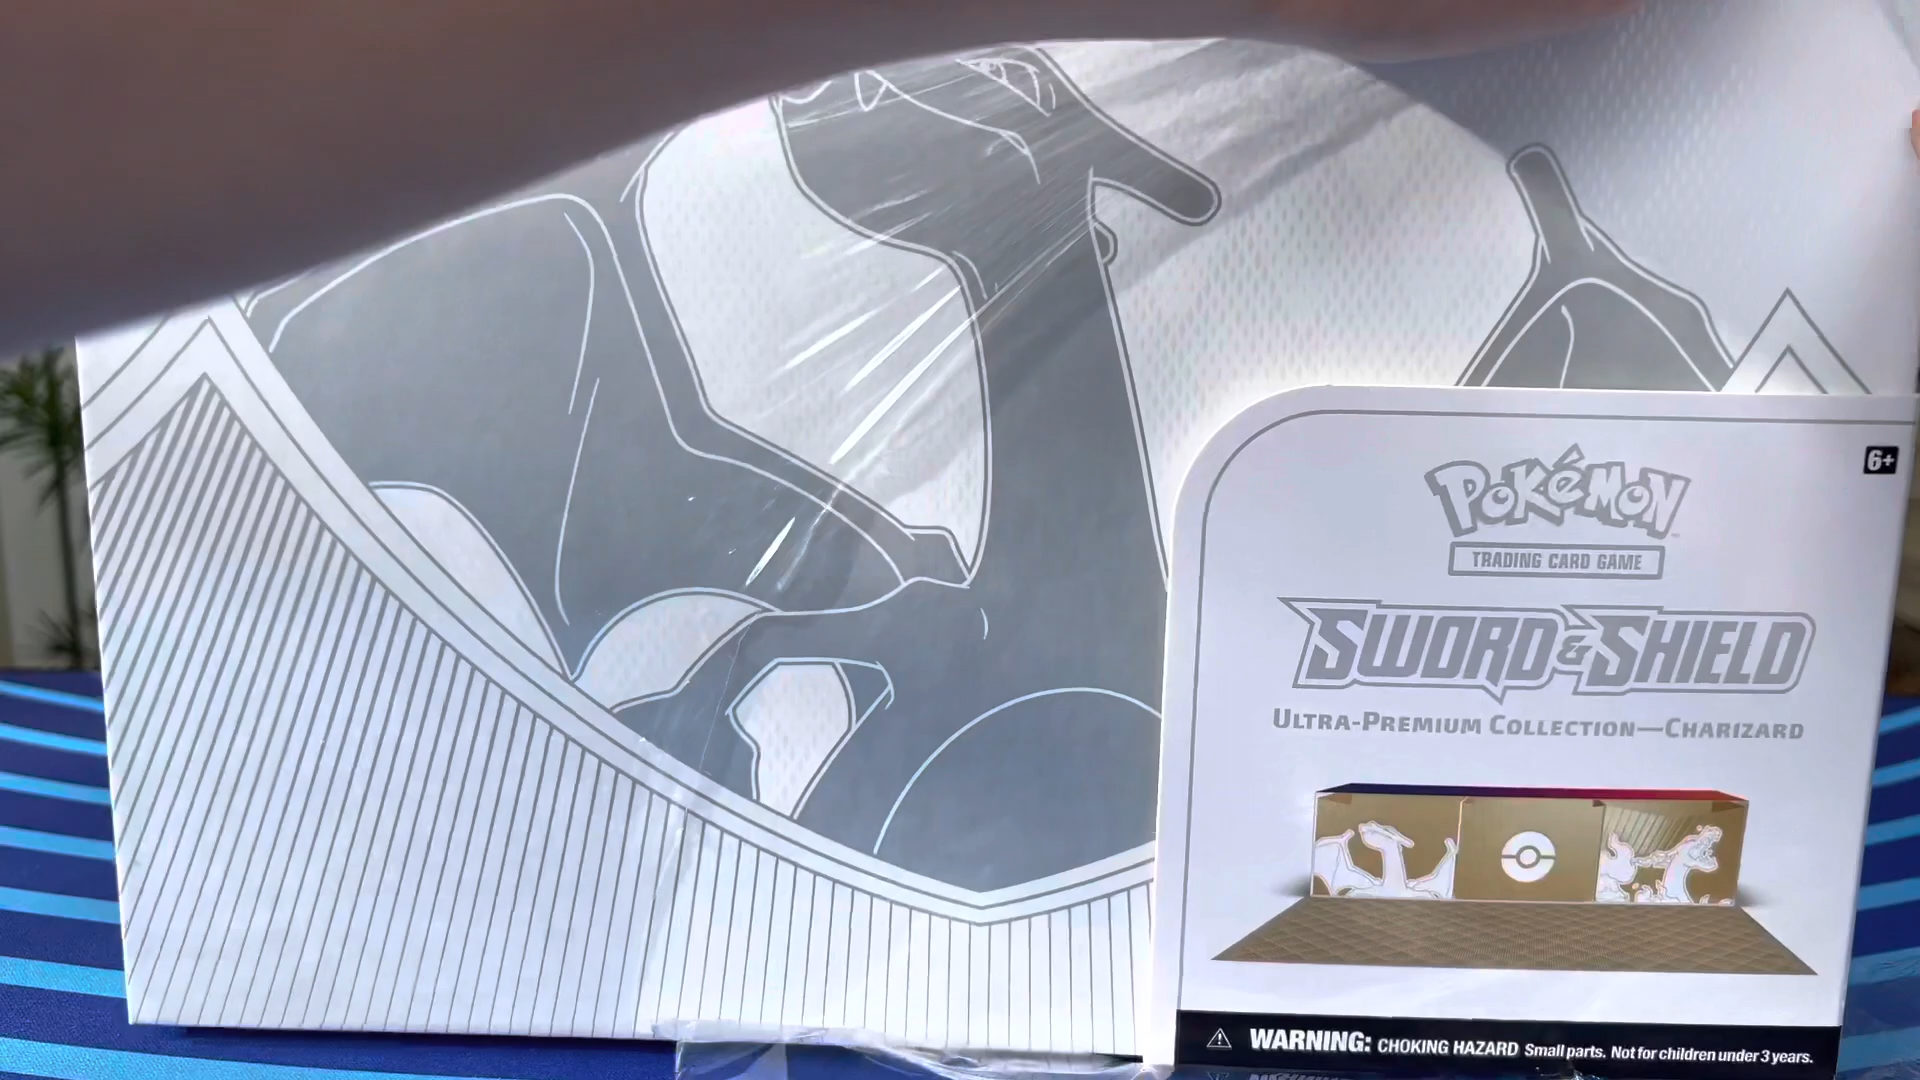 6+
POKéMON
TRADING CARD GAME
SWORD & SHIELD
ULTRA-PREMIUM COLLECTION—CHARIZARD
WARNING: CHOKING HAZARD Small parts. Not for children under 3 years.